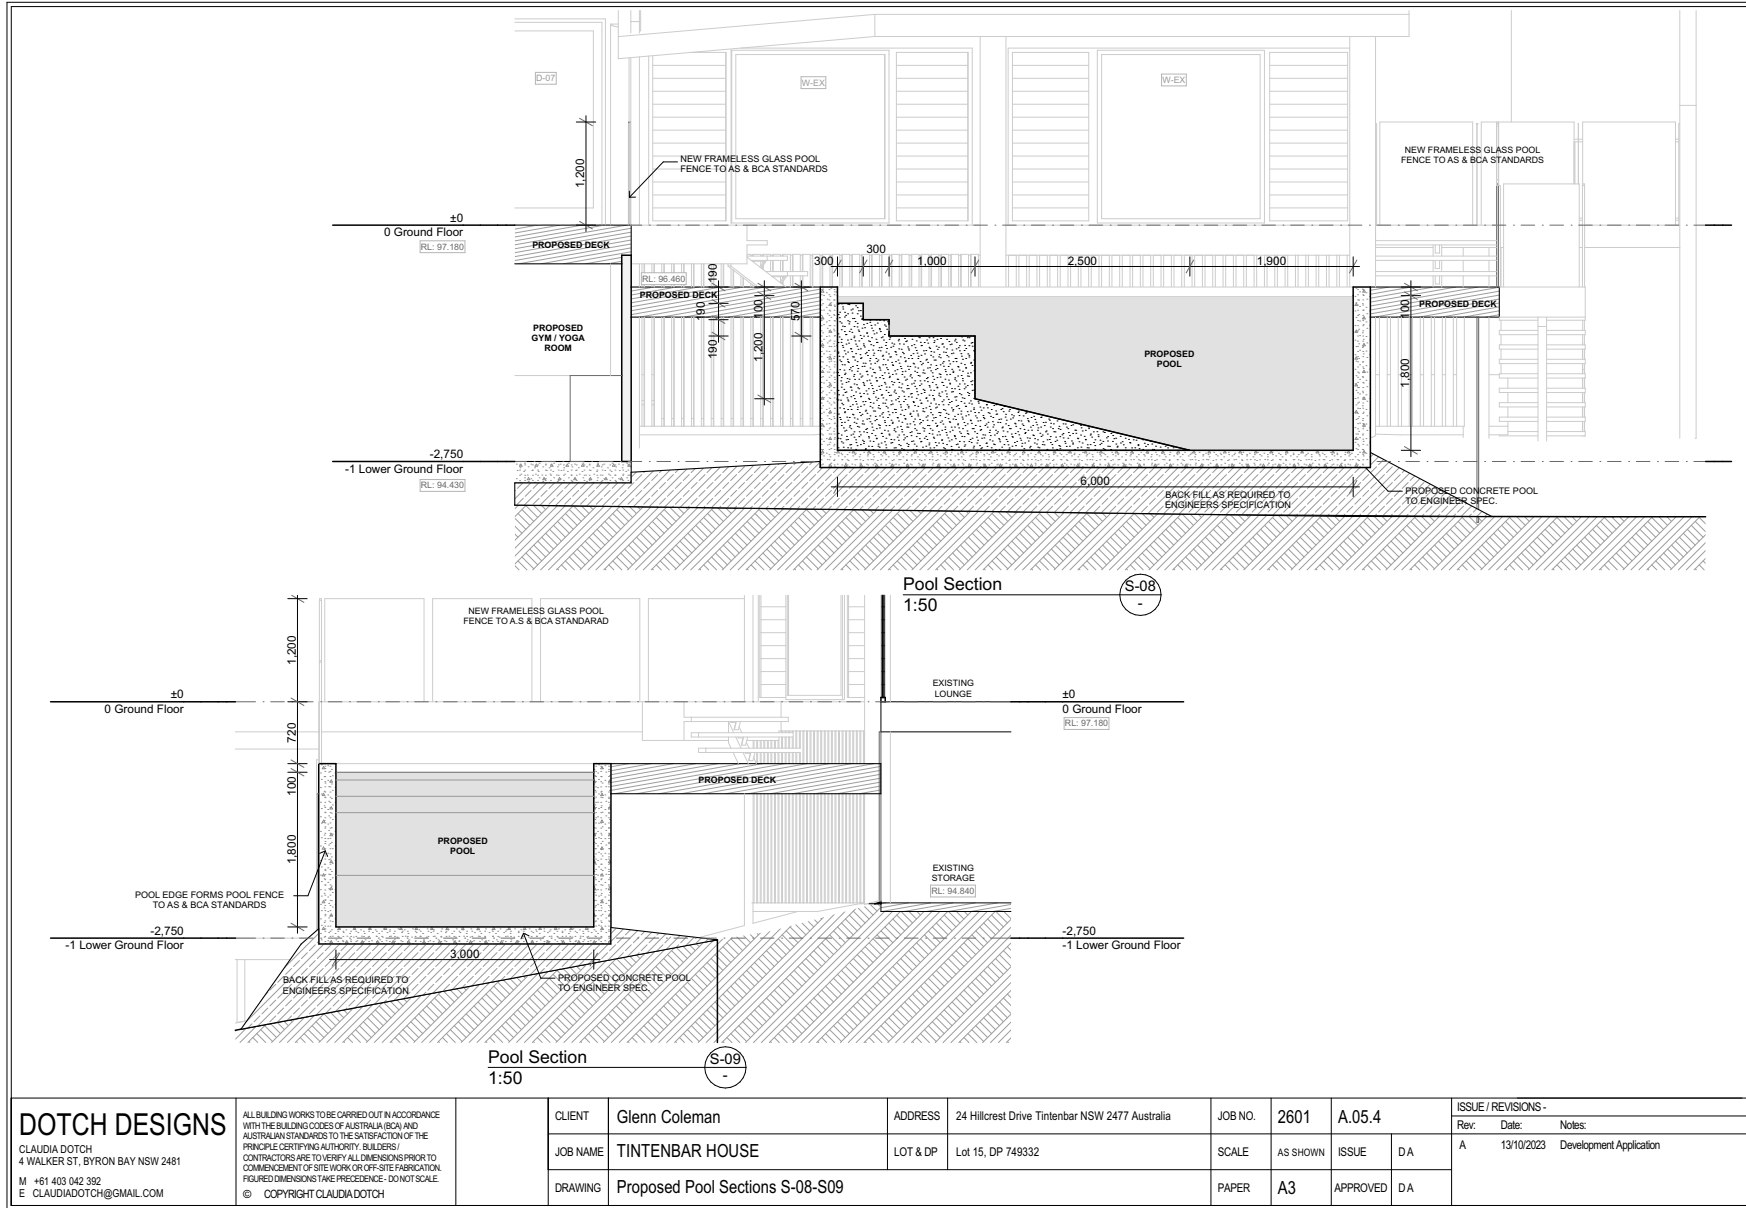 D-07
W-EX
W-EX
1,200
NEW FRAMELESS GLASS POOL
FENCE TO AS & BCA STANDARDS
NEW FRAMELESS GLASS POOL
FENCE TO AS & BCA STANDARDS
±0
0 Ground Floor
RL: 97.180
PROPOSED DECK
300
300
1,000
2,500
1,900
RL: 96.460
PROPOSED DECK
190
190
190
100
1,200
570
100
PROPOSED DECK
PROPOSED
GYM / YOGA
ROOM
PROPOSED
POOL
1,800
-2,750
-1 Lower Ground Floor
RL: 94.430
6,000
BACK FILL AS REQUIRED TO
ENGINEERS SPECIFICATION
PROPOSED CONCRETE POOL
TO ENGINEER SPEC.
Pool Section
1:50
S-08
-
NEW FRAMELESS GLASS POOL
FENCE TO A.S & BCA STANDARAD
1,200
EXISTING
LOUNGE
±0
0 Ground Floor
±0
0 Ground Floor
RL: 97.180
720
100
PROPOSED DECK
PROPOSED
POOL
1,800
EXISTING
STORAGE
RL: 94.840
POOL EDGE FORMS POOL FENCE
TO AS & BCA STANDARDS
-2,750
-1 Lower Ground Floor
-2,750
-1 Lower Ground Floor
3,000
BACK FILL AS REQUIRED TO
ENGINEERS SPECIFICATION
PROPOSED CONCRETE POOL
TO ENGINEER SPEC.
Pool Section
1:50
S-09
-
DOTCH DESIGNS
CLAUDIA DOTCH
4 WALKER ST, BYRON BAY NSW 2481
M +61 403 042 392
E CLAUDIADOTCH@GMAIL.COM
ALL BUILDING WORKS TO BE CARRIED OUT IN ACCORDANCE
WITH THE BUILDING CODES OF AUSTRALIA (BCA) AND
AUSTRALIAN STANDARDS TO THE SATISFACTION OF THE
PRINCIPLE CERTIFYING AUTHORITY. BUILDERS /
CONTRACTORS ARE TO VERIFY ALL DIMENSIONS PRIOR TO
COMMENCEMENT OF SITE WORK OR OFF-SITE FABRICATION.
FIGURED DIMENSIONS TAKE PRECEDENCE - DO NOT SCALE.
© COPYRIGHT CLAUDIA DOTCH
CLIENT Glenn Coleman
ADDRESS 24 Hillcrest Drive Tintenbar NSW 2477 Australia
JOB NO. 2601 A.05.4
JOB NAME TINTENBAR HOUSE
LOT & DP Lot 15, DP 749332
SCALE AS SHOWN ISSUE DA
DRAWING Proposed Pool Sections S-08-S09
PAPER A3 APPROVED DA
ISSUE / REVISIONS -
Rev: Date: Notes:
A 13/10/2023 Development Application